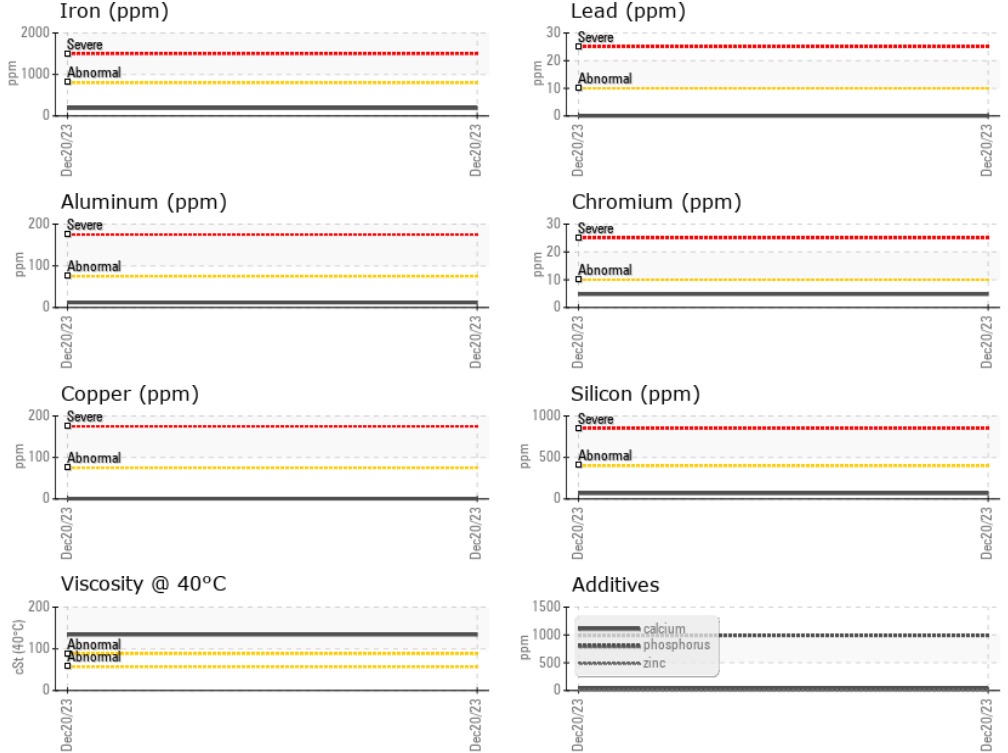 Iron (ppm)
2000
1000
0
ppm
Severe
Abnormal
Dec20/23
Dec20/23
Lead (ppm)
30
20
10
0
ppm
Severe
Abnormal
Dec20/23
Dec20/23
Aluminum (ppm)
200
100
0
ppm
Severe
Abnormal
Dec20/23
Dec20/23
Chromium (ppm)
30
20
10
0
ppm
Severe
Abnormal
Dec20/23
Dec20/23
Copper (ppm)
200
100
0
ppm
Severe
Abnormal
Dec20/23
Dec20/23
Silicon (ppm)
1000
500
0
ppm
Severe
Abnormal
Dec20/23
Dec20/23
Viscosity @ 40°C
200
100
0
cSt (40°C)
Abnormal
Abnormal
Dec20/23
Dec20/23
Additives
1500
1000
500
0
ppm
calcium
phosphorus
zinc
Dec20/23
Dec20/23